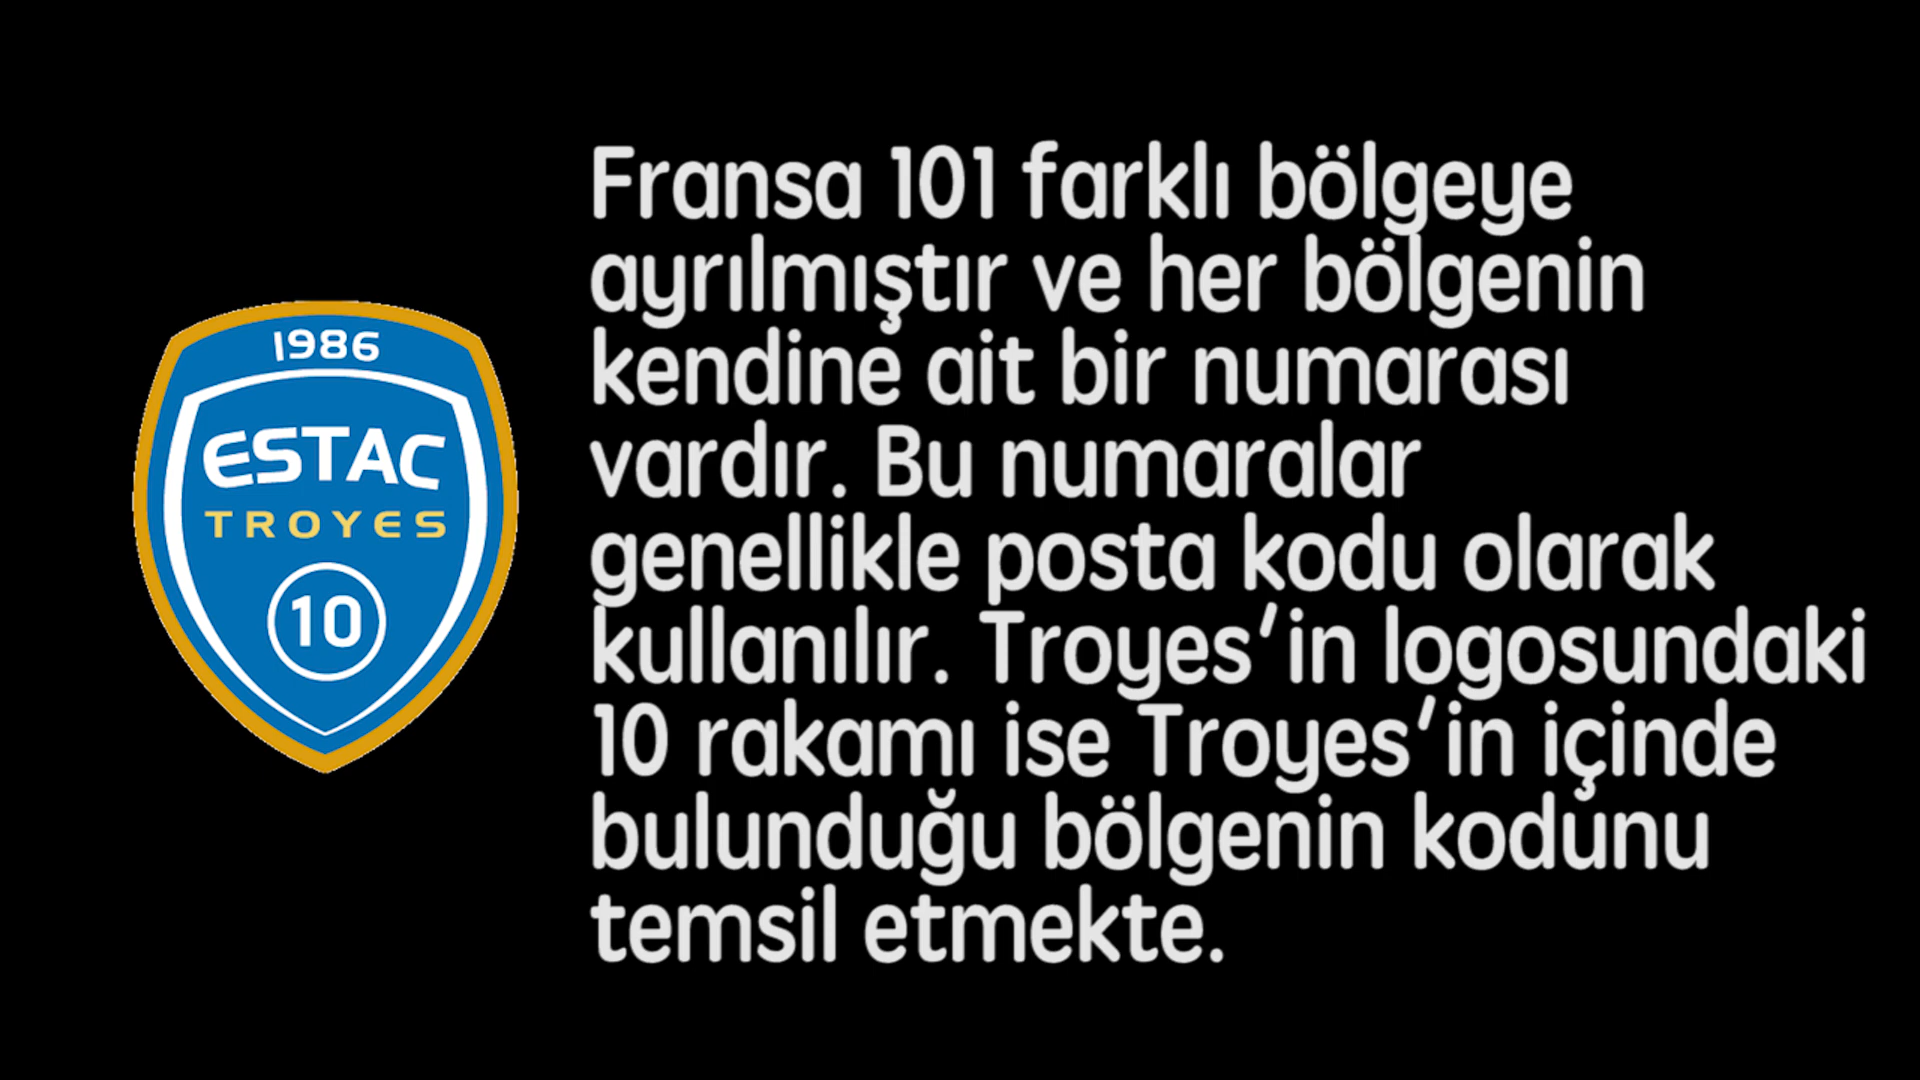 1986
ESTAC
TROYES
10
Fransa 101 farklı bölgeye
ayrılmıştır ve her bölgenin
kendine ait bir numarası
vardır. Bu numaralar
genellikle posta kodu olarak
kullanılır. Troyes'in logosundaki
10 rakamı ise Troyes'in içinde
bulunduğu bölgenin kodunu
temsil etmekte.